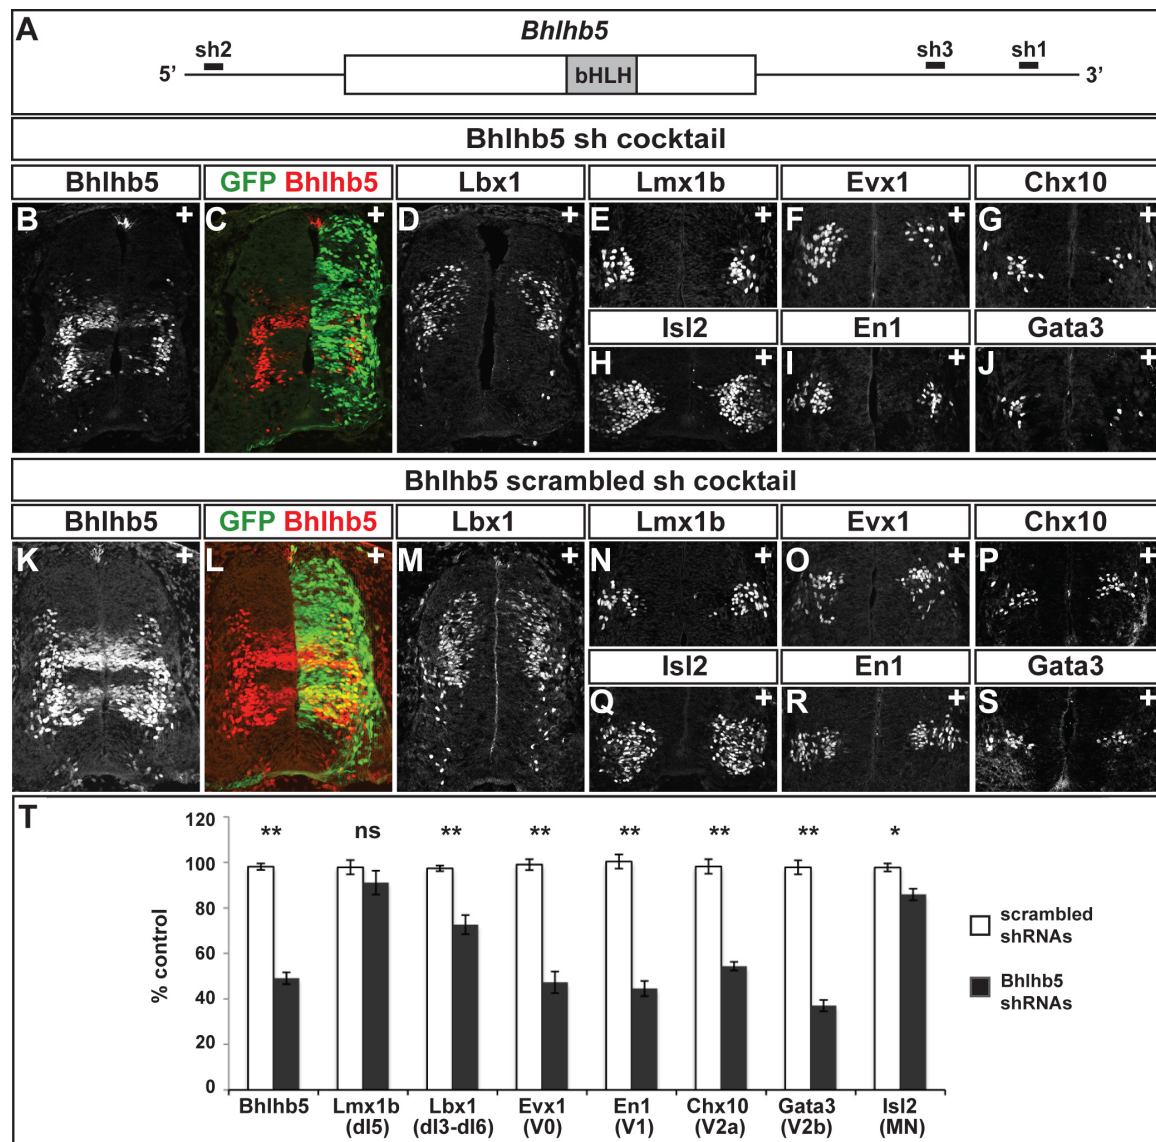 A
Bhlhb5
sh2
sh3
sh1
5’
bHLH
3’
Bhlhb5 sh cocktail
Bhlhb5
GFP Bhlhb5
Lbx1
Lmx1b
Evx1
Chx10
B +
C +
D +
E +
F +
G +
Isl2
En1
Gata3
H +
I +
J +
Bhlhb5 scrambled sh cocktail
Bhlhb5
GFP Bhlhb5
Lbx1
Lmx1b
Evx1
Chx10
K +
L +
M +
N +
O +
P +
Isl2
En1
Gata3
Q +
R +
S +
T
% control
120
100
80
60
40
20
0
**
ns
**
**
**
**
**
*
scrambled
shRNAs
Bhlhb5
shRNAs
Bhlhb5
Lmx1b
(dI5)
Lbx1
(dI3-dI6)
Evx1
(V0)
En1
(V1)
Chx10
(V2a)
Gata3
(V2b)
Isl2
(MN)